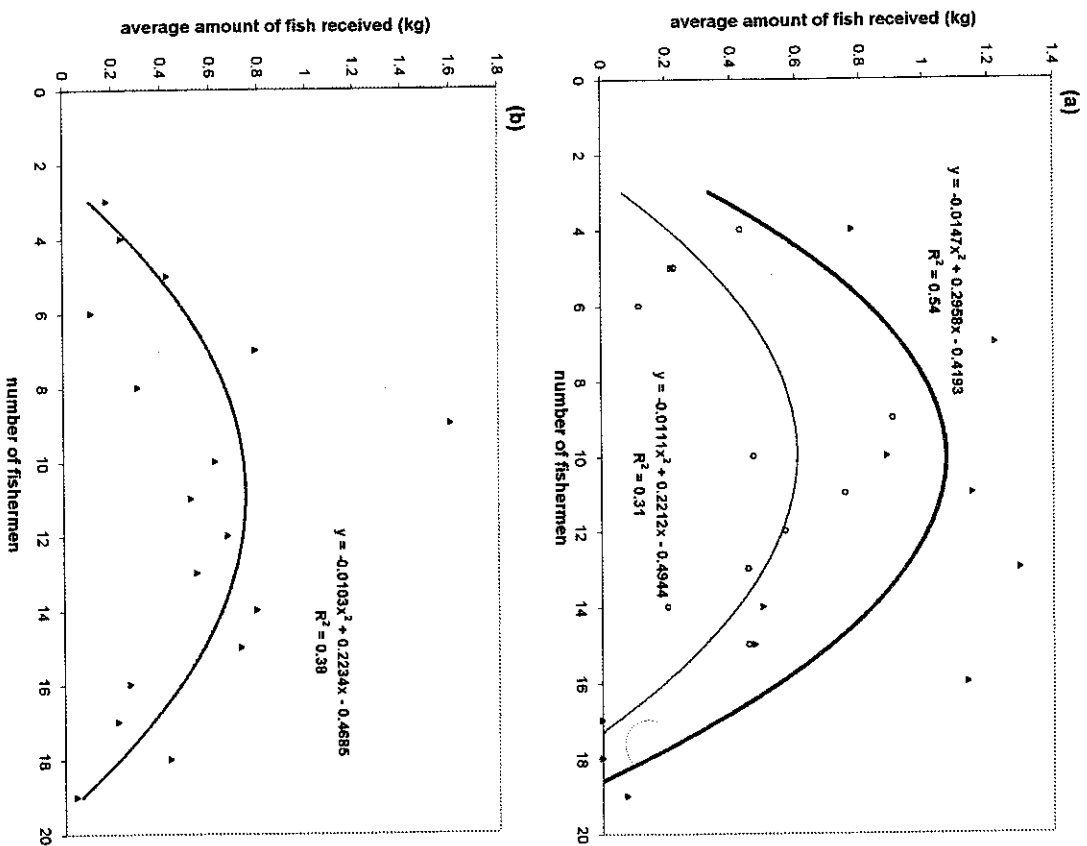 (a)
average amount of fish received (kg)
1.4
1.2
1
0.8
0.6
0.4
0.2
0
y = -0.0147x² + 0.2958x - 0.4193
R² = 0.54
y = -0.0111x² + 0.2212x - 0.4944
R² = 0.31
0 2 4 6 8 10 12 14 16 18 20
number of fishermen
(b)
average amount of fish received (kg)
1.8
1.6
1.4
1.2
1
0.8
0.6
0.4
0.2
0
y = -0.0103x² + 0.2234x - 0.4685
R² = 0.38
0 2 4 6 8 10 12 14 16 18 20
number of fishermen